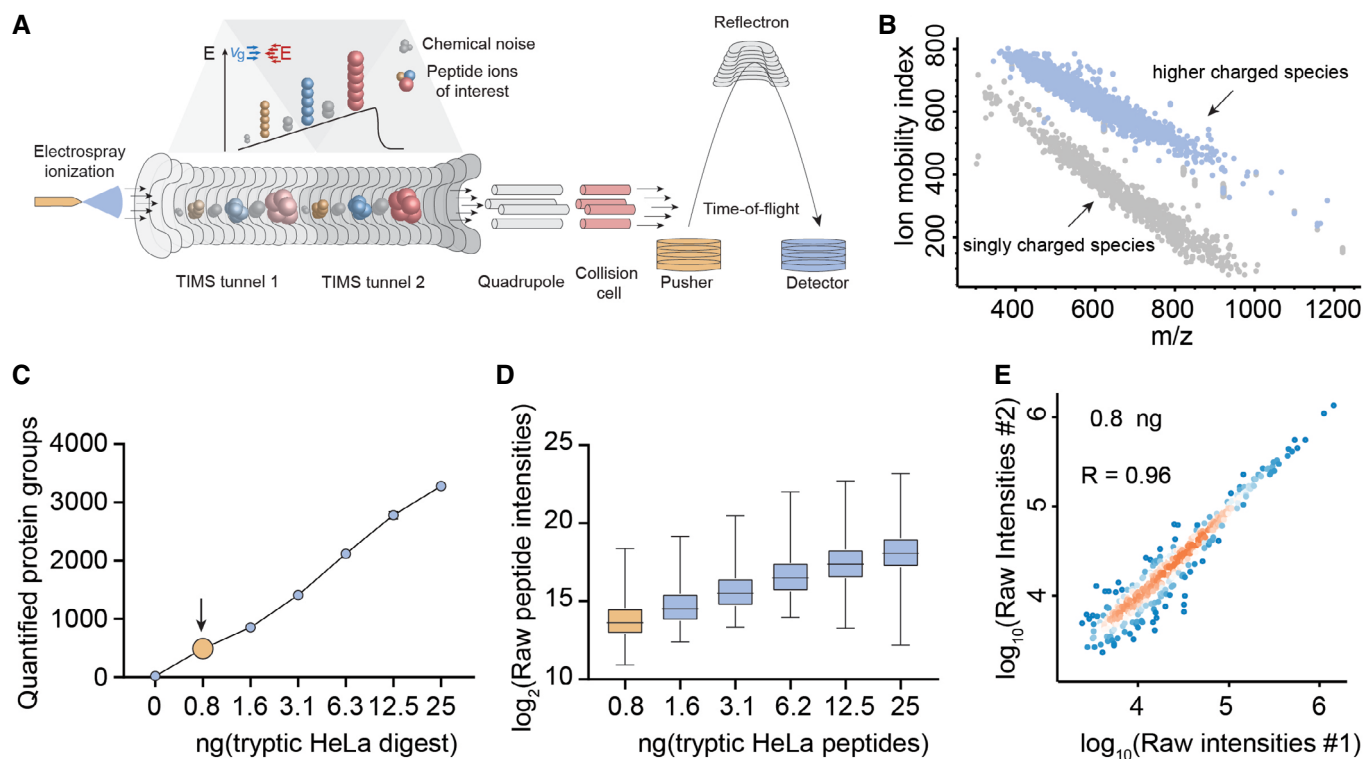 A
E
vg
E
Chemical noise
Peptide ions
of interest
Electrospray
ionization
Reflectron
Time-of-flight
TIMS tunnel 1
TIMS tunnel 2
Quadrupole
Collision
cell
Pusher
Detector
B
Ion mobility index
800
600
400
200
higher charged species
singly charged species
400
600
800
1000
1200
m/z
C
Quantified protein groups
4000
3000
2000
1000
0
0
0.8
1.6
3.1
6.3
12.5
25
ng(tryptic HeLa digest)
D
log2(Raw peptide intensities)
25
20
15
10
0.8
1.6
3.1
6.2
12.5
25
ng(tryptic HeLa peptides)
E
log10(Raw Intensities #2)
6
5
4
0.8 ng
R = 0.96
4
5
6
log10(Raw intensities #1)